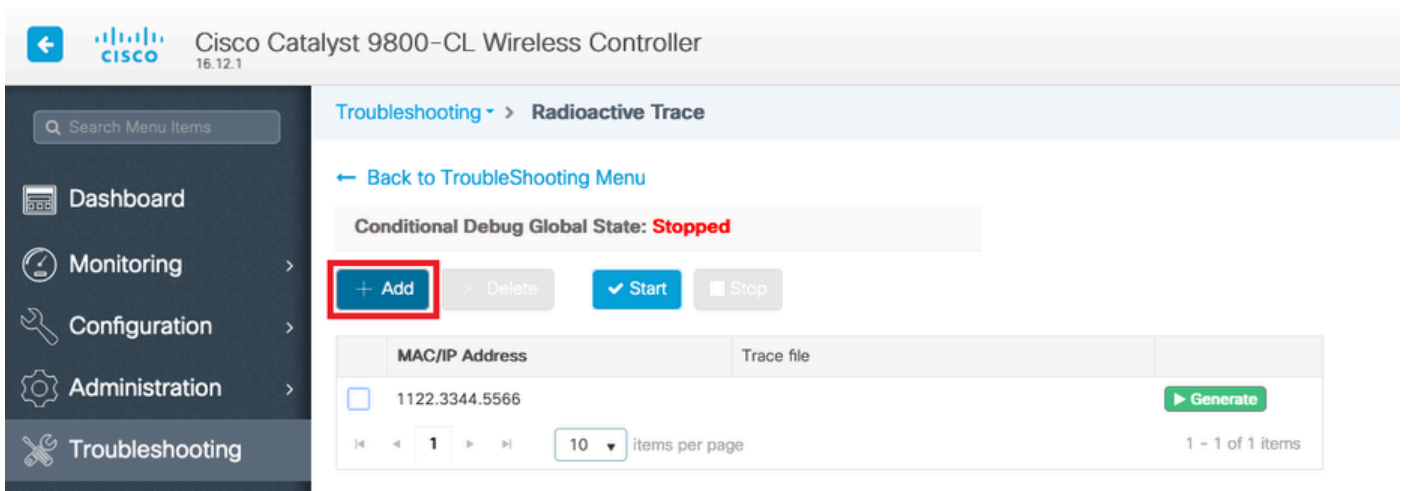 CISCO
Cisco Catalyst 9800-CL Wireless Controller
16.12.1
Search Menu Items
Dashboard
Monitoring
Configuration
Administration
Troubleshooting
Troubleshooting > Radioactive Trace
← Back to TroubleShooting Menu
Conditional Debug Global State: Stopped
+ Add × Delete ✔ Start Stop
MAC/IP Address Trace file
1122.3344.5566 Generate
1 10 items per page 1 - 1 of 1 items